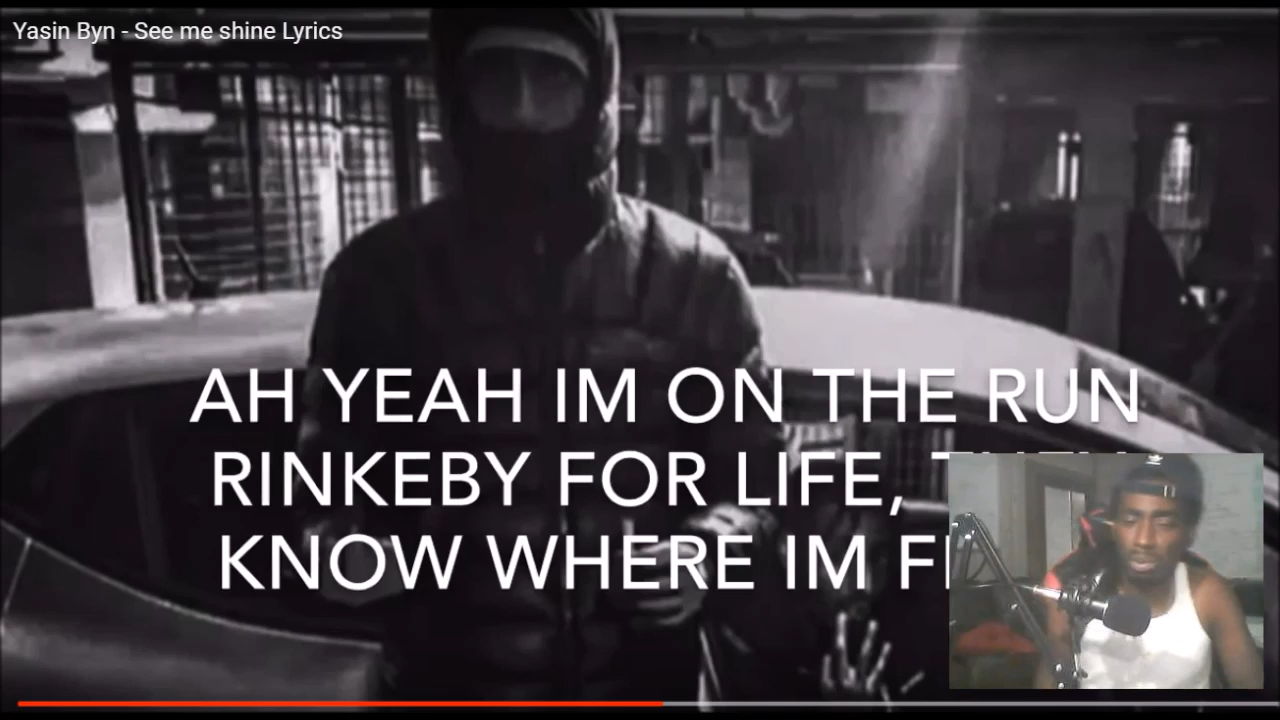 Yasin Byn - See me shine Lyrics
AH YEAH IM ON THE RUN
RINKEBY FOR LIFE,
KNOW WHERE IM